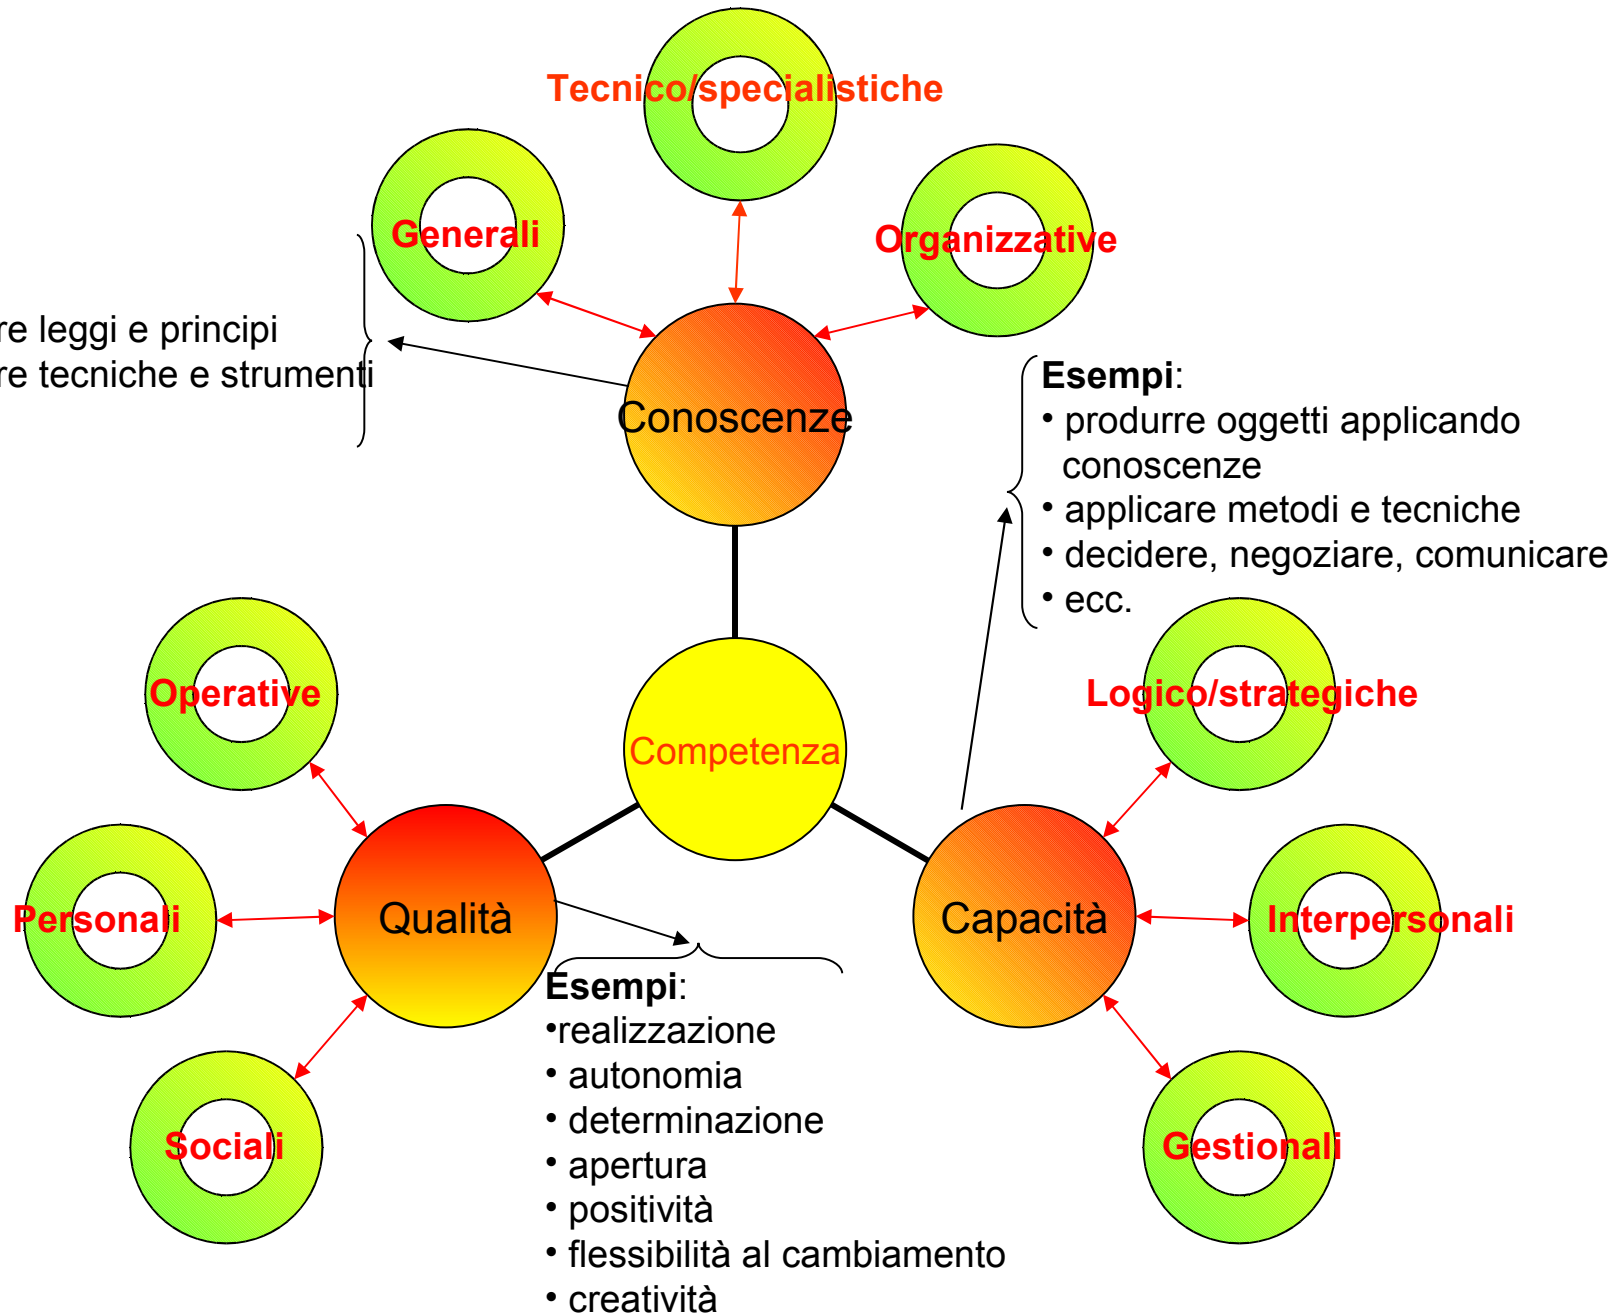 Tecnico/specialistiche
Generali
Organizzative
re leggi e principi
re tecniche e strumenti
Conoscenze
Esempi:
• produrre oggetti applicando
conoscenze
• applicare metodi e tecniche
• decidere, negoziare, comunicare
• ecc.
Operative
Logico/strategiche
Competenza
Personali
Qualità
Capacità
Interpersonali
Esempi:
•realizzazione
• autonomia
• determinazione
• apertura
• positività
• flessibilità al cambiamento
• creatività
Sociali
Gestionali